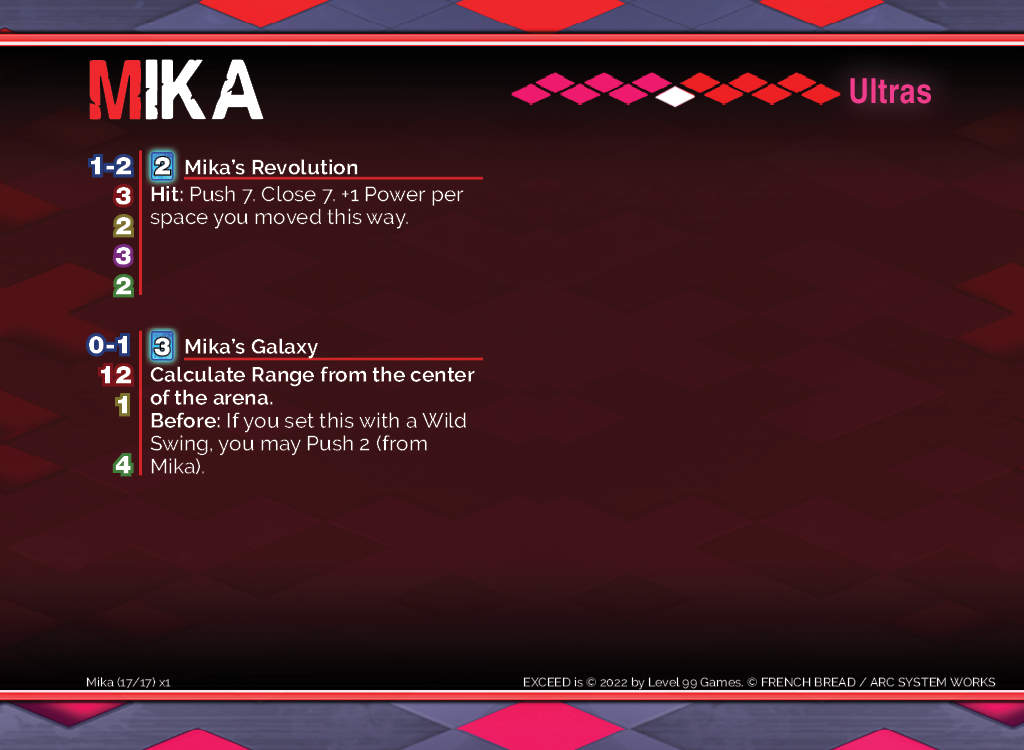 MIKA
Ultras
1-2 2 Mika's Revolution
3 Hit: Push 7. Close 7. +1 Power per
2 space you moved this way.
3
2
0-1 3 Mika's Galaxy
12 Calculate Range from the center
1 of the arena.
Before: If you set this with a Wild
Swing, you may Push 2 (from
4 Mika).
Mika (17/17) x1
EXCEED is © 2022 by Level 99 Games. © FRENCH BREAD / ARC SYSTEM WORKS